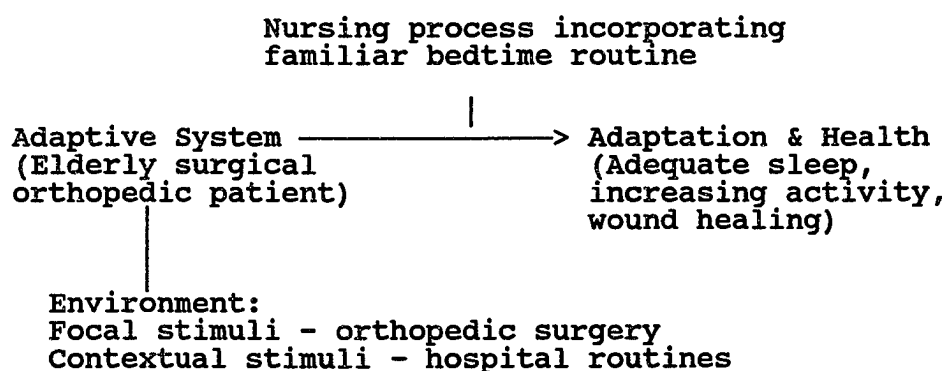 Nursing process incorporating
familiar bedtime routine
Adaptive System
(Elderly surgical
orthopedic patient)
Adaptation & Health
(Adequate sleep,
increasing activity,
wound healing)
Environment:
Focal stimuli - orthopedic surgery
Contextual stimuli - hospital routines